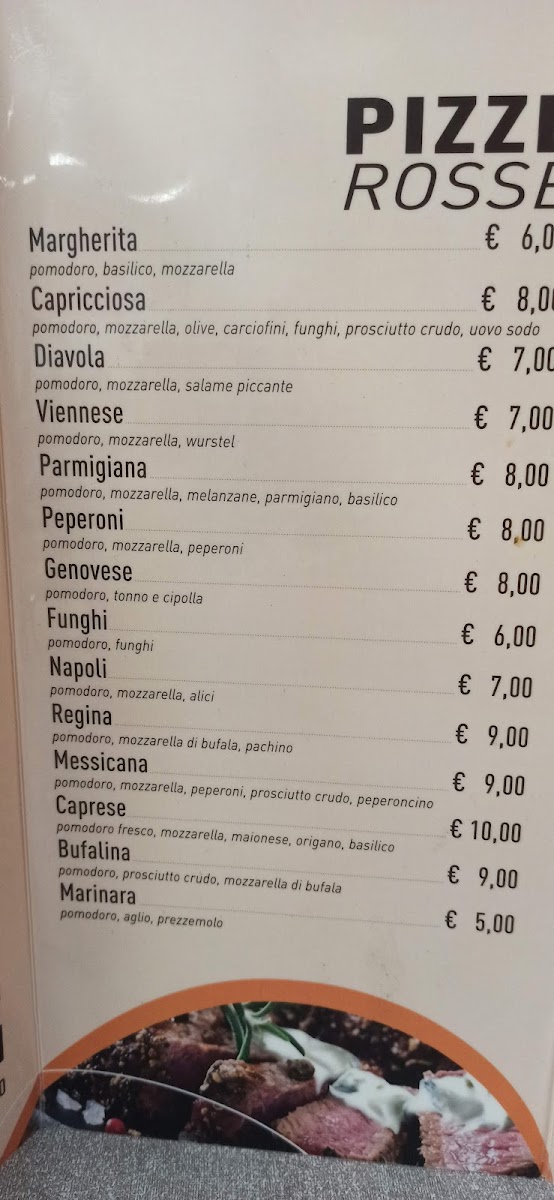 PIZZE
ROSSE
Margherita € 6,0
pomodoro, basilico, mozzarella
Capricciosa € 8,00
pomodoro, mozzarella, olive, carciofini, funghi, prosciutto crudo, uovo sodo
Diavola € 7,00
pomodoro, mozzarella, salame piccante
Viennese € 7,00
pomodoro, mozzarella, wurstel
Parmigiana € 8,00
pomodoro, mozzarella, melanzane, parmigiano, basilico
Peperoni € 8,00
pomodoro, mozzarella, peperoni
Genovese € 8,00
pomodoro, tonno e cipolla
Funghi € 6,00
pomodoro, funghi
Napoli € 7,00
pomodoro, mozzarella, alici
Regina € 9,00
pomodoro, mozzarella di bufala, pachino
Messicana € 9,00
pomodoro, mozzarella, peperoni, prosciutto crudo, peperoncino
Caprese € 10,00
pomodoro fresco, mozzarella, maionese, origano, basilico
Bufalina € 9,00
pomodoro, prosciutto crudo, mozzarella di bufala
Marinara € 5,00
pomodoro, aglio, prezzemolo